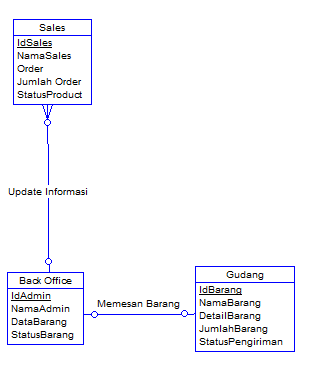 Sales
IdSales
NamaSales
Order
Jumlah Order
StatusProduct
Update Informasi
Back Office
IdAdmin
NamaAdmin
DataBarang
StatusBarang
Memesan Barang
Gudang
IdBarang
NamaBarang
DetailBarang
JumlahBarang
StatusPengiriman